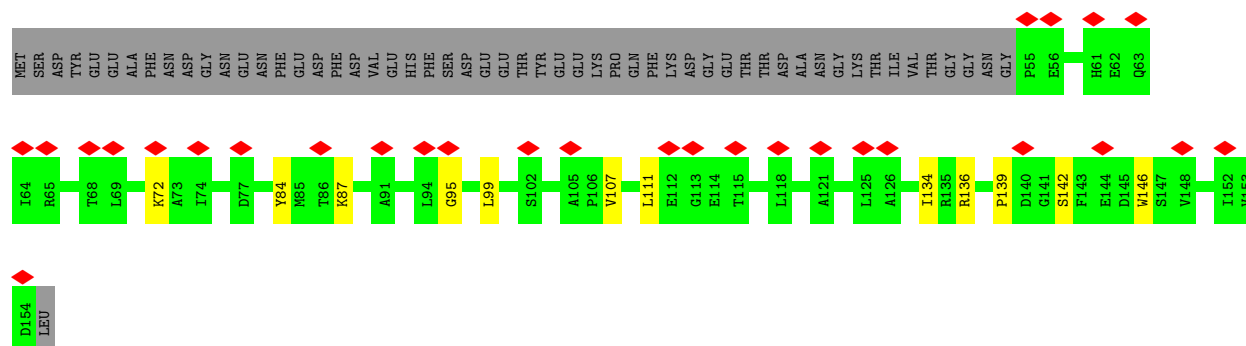 MET SER ASP TYR GLU GLU ALA PHE ASN ASP GLY ASN GLU ASN PHE GLU ASP PHE ASP VAL GLU HIS PHE SER ASP GLU GLU THR TYR GLU GLU LYS PRO GLN PHE LYS ASP GLY GLU THR THR ASP ALA ASN GLY LYS THR ILE VAL THR GLY GLY ASN GLY P55 E56 H61 E62 Q63
I64 R65 T68 L69 K72 A73 I74 D77 Y84 M85 T86 K87 A91 L94 G95 L99 S102 A105 P106 V107 L111 E112 G113 E114 T115 L118 A121 L125 A126 I134 R135 R136 P139 D140 G141 S142 F143 E144 D145 W146 S147 V148 I152
D154 LEU